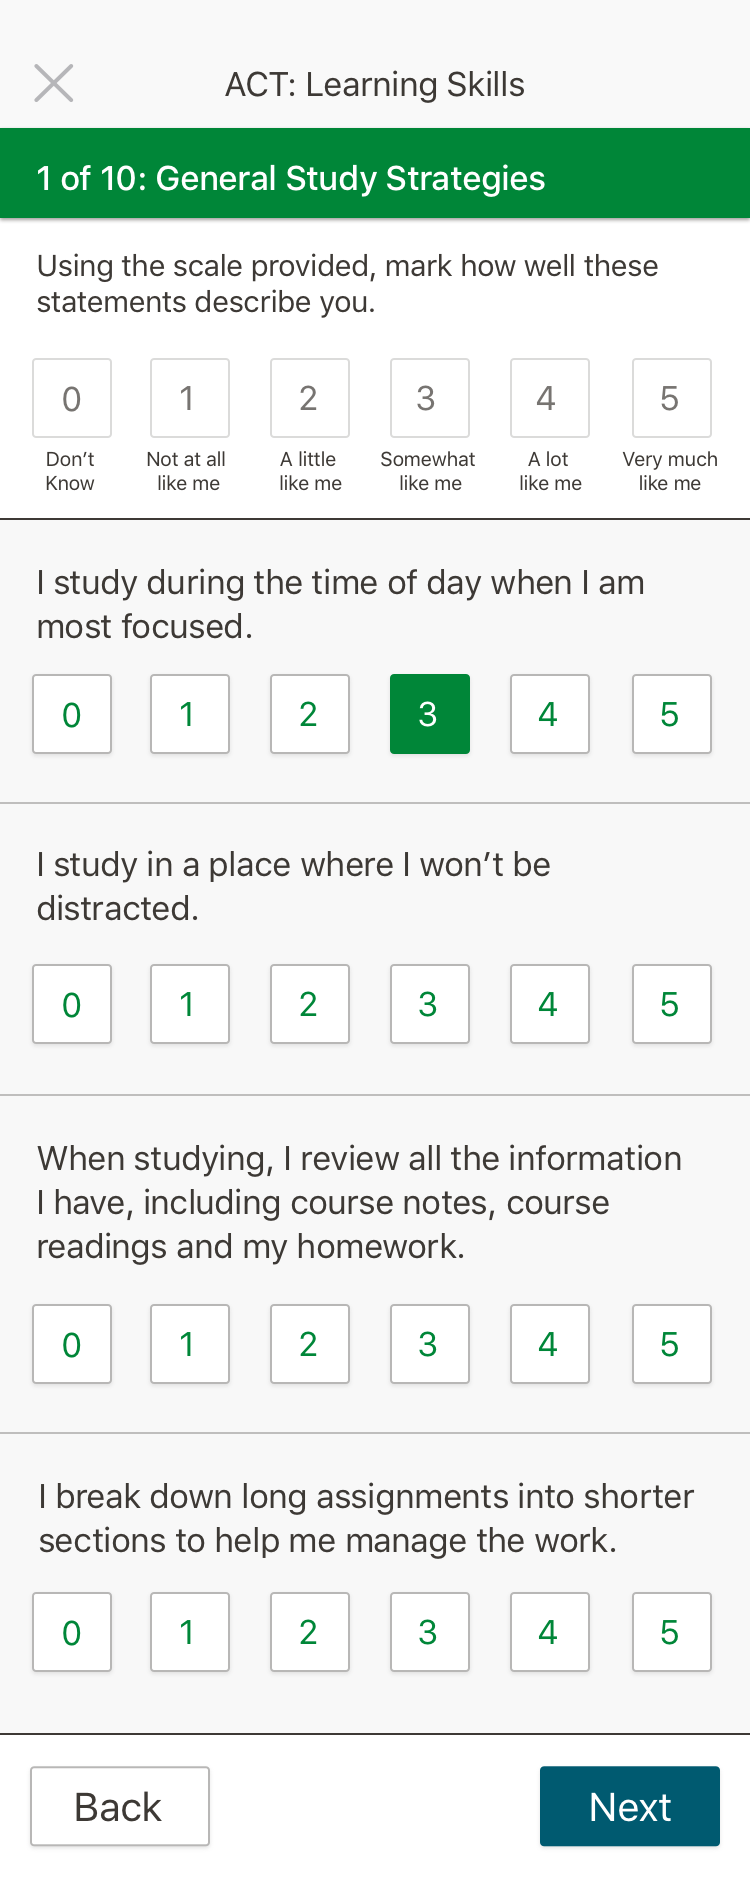 ACT: Learning Skills
1 of 10: General Study Strategies
Using the scale provided, mark how well these
statements describe you.
0 1 2 3 4 5
Don’t Not at all A little Somewhat A lot Very much
Know like me like me like me like me like me
I study during the time of day when I am
most focused.
0 1 2 3 4 5
I study in a place where I won’t be
distracted.
0 1 2 3 4 5
When studying, I review all the information
I have, including course notes, course
readings and my homework.
0 1 2 3 4 5
I break down long assignments into shorter
sections to help me manage the work.
0 1 2 3 4 5
Back Next